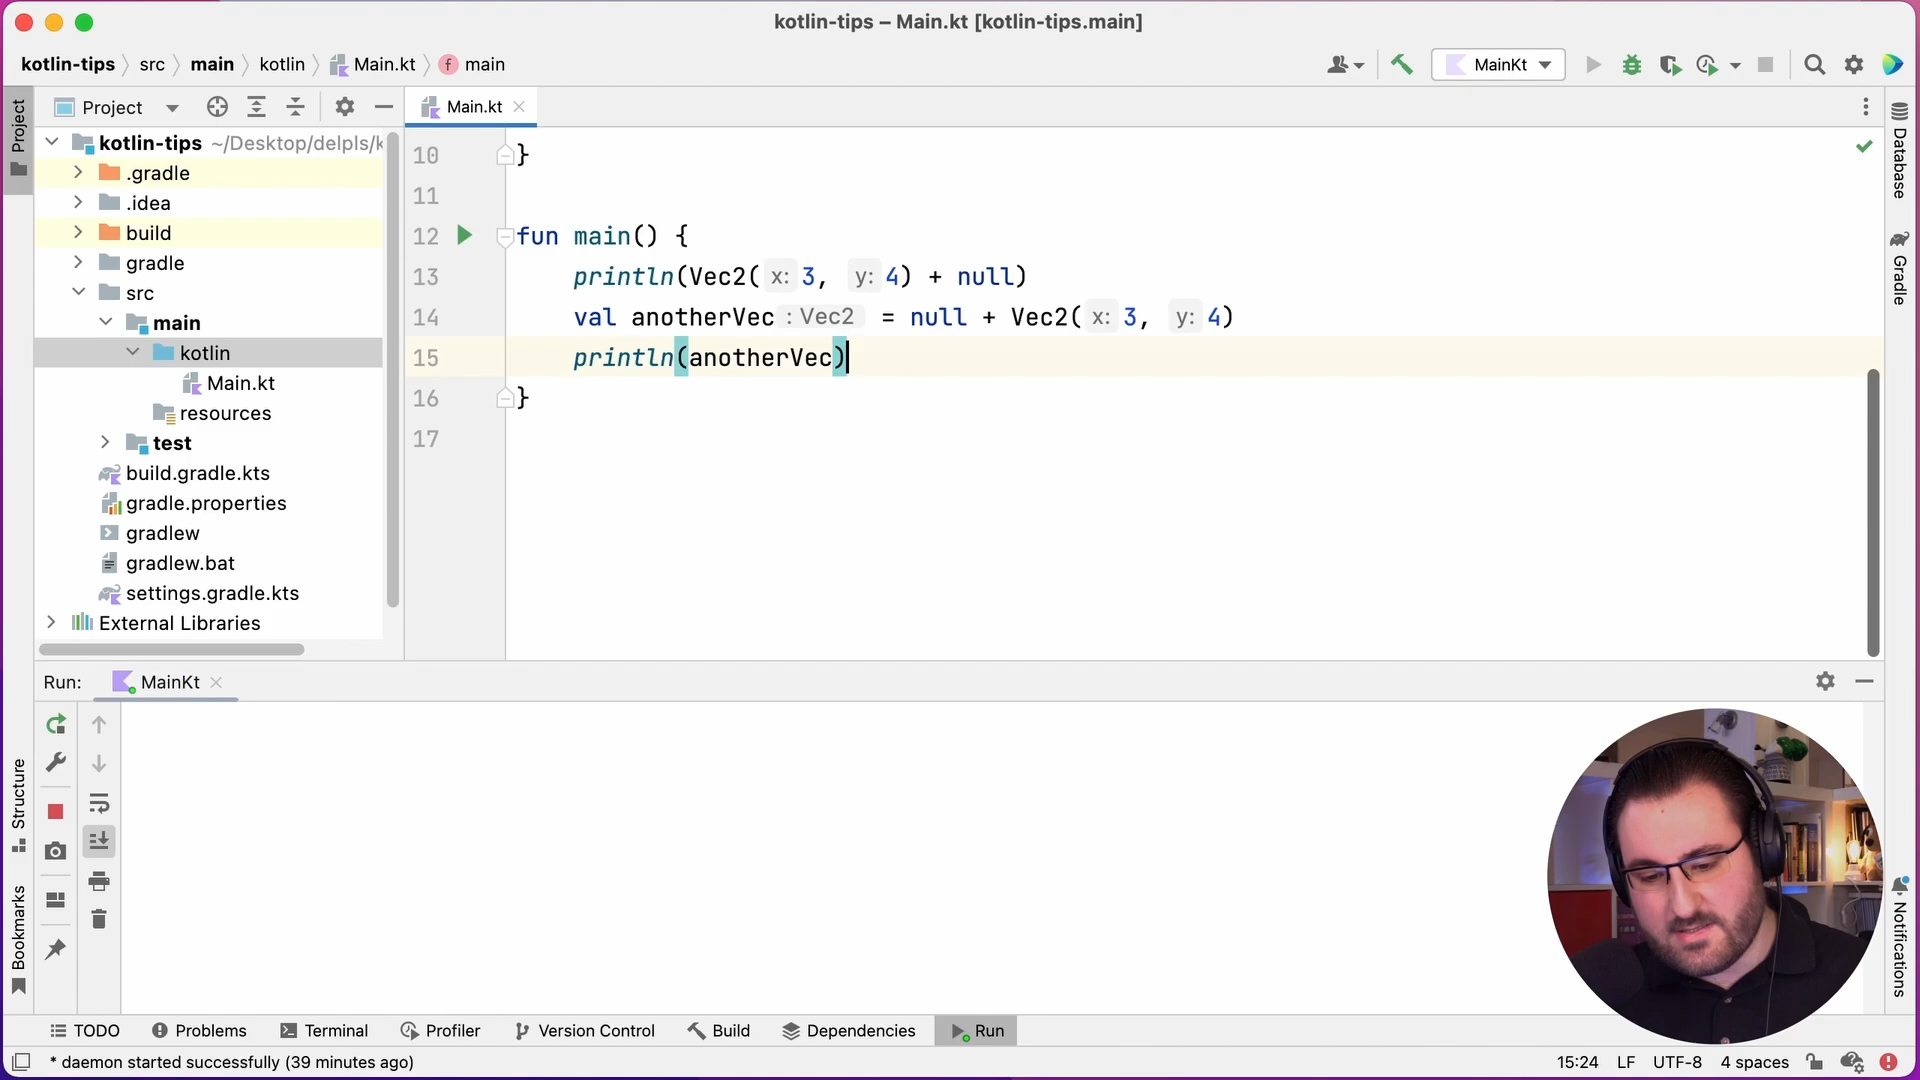 kotlin-tips – Main.kt [kotlin-tips.main]
kotlin-tips src main kotlin Main.kt f main
MainKt
Project
Project
Main.kt
kotlin-tips ~/Desktop/delpls/k
.gradle
.idea
build
gradle
src
main
kotlin
Main.kt
resources
test
build.gradle.kts
gradle.properties
gradlew
gradlew.bat
settings.gradle.kts
External Libraries
10 }
11
12 fun main() {
13 println(Vec2( x: 3, y: 4) + null)
14 val anotherVec : Vec2 = null + Vec2( x: 3, y: 4)
15 println(anotherVec)
16 }
17
Database
Gradle
Run: MainKt
Structure
Bookmarks
Notifications
TODO Problems Terminal Profiler Version Control Build Dependencies Run
* daemon started successfully (39 minutes ago) 15:24 LF UTF-8 4 spaces